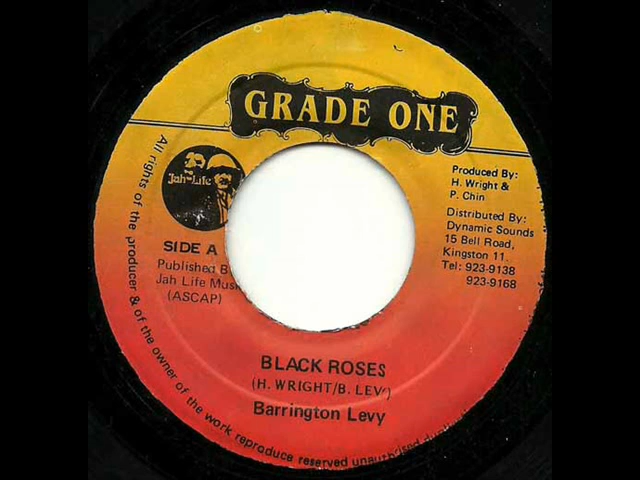 GRADE ONE
Jah Life
SIDE A
Published B
Jah Life Musi
(ASCAP)
Produced By:
H. Wright &
P. Chin
Distributed By:
Dynamic Sounds
15 Bell Road,
Kingston 11.
Tel: 923-9138
923-9168
BLACK ROSES
(H. WRIGHT/B. LEVY)
Barrington Levy
All rights of the producer & of the owner of the work reproduced reserved unauthorised